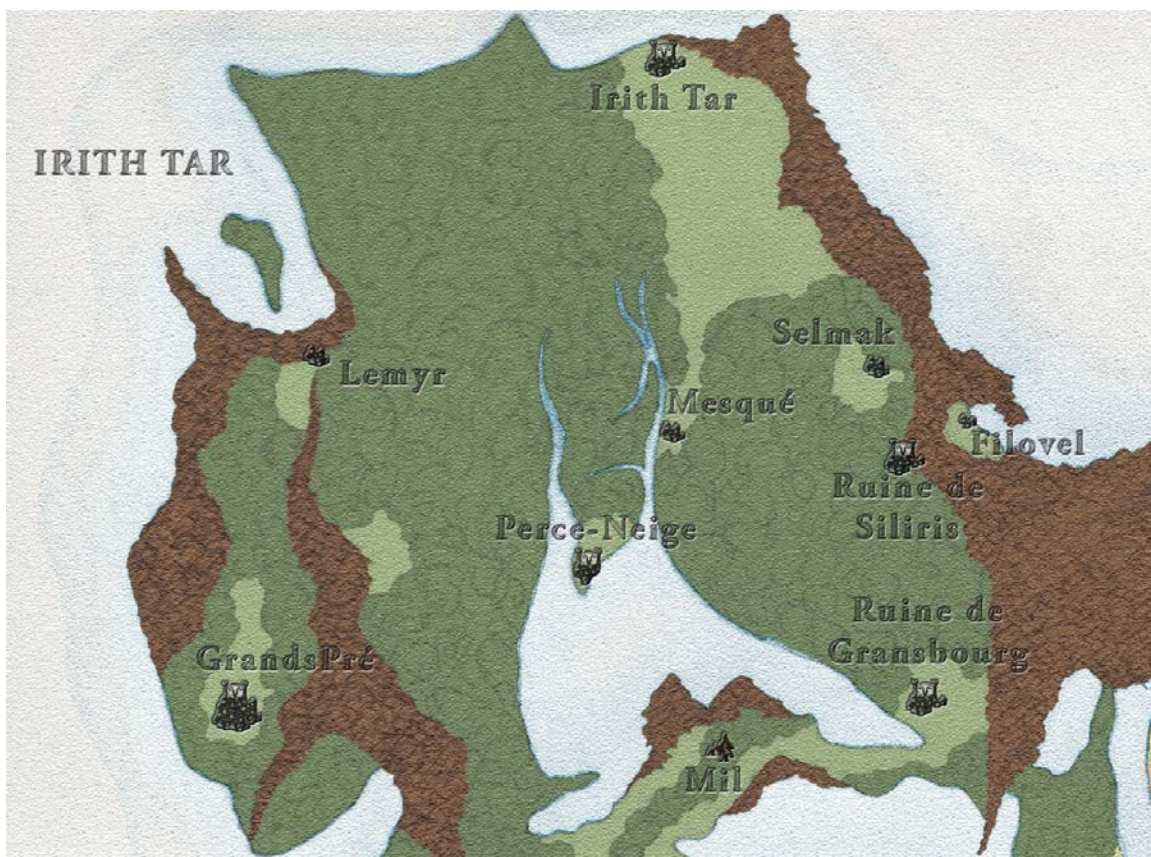 Irith Tar
IRITH TAR
Selmak
Lemyr
Mesqué
Filovel
Ruine de
Siliris
Perce-Neige
Ruine de
Gransbourg
GrandsPré
Mil